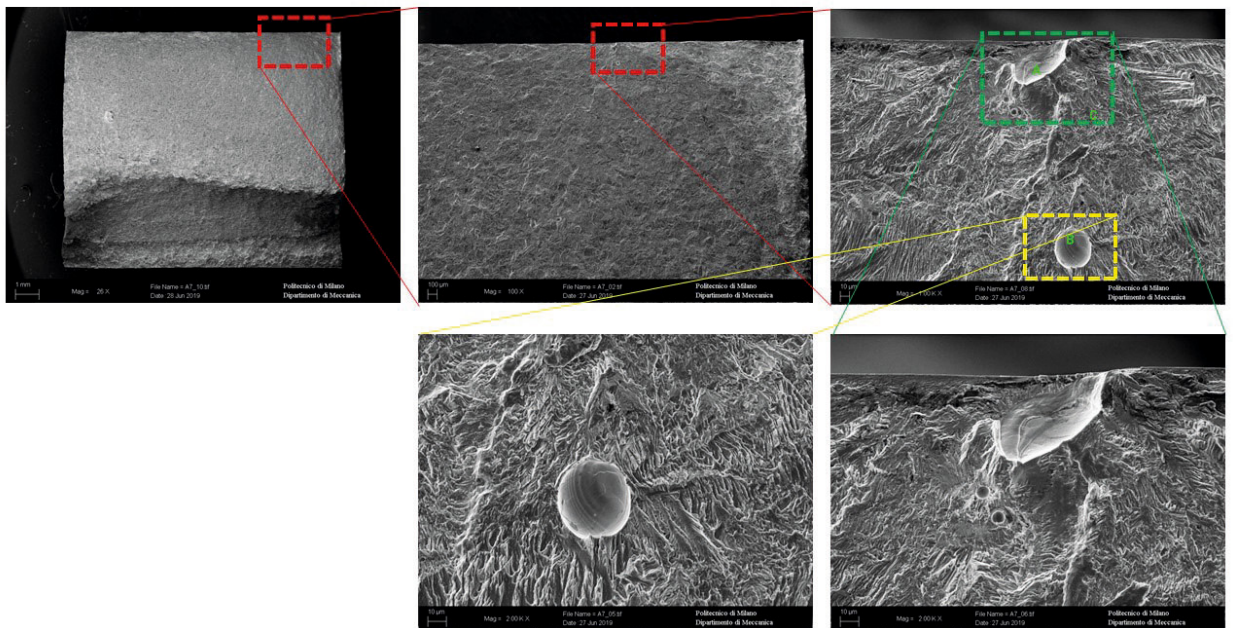 1 mm
Mag = 26 X
File Name = A7_10.tif
Date :28 Jun 2019
Politecnico di Milano
Dipartimento di Meccanica
100 µm
Mag = 100 X
File Name = A7_02.tif
Date :27 Jun 2019
Politecnico di Milano
Dipartimento di Meccanica
A
B
10 µm
Mag = 1.00 K X
File Name = A7_08.tif
Date :27 Jun 2019
Politecnico di Milano
Dipartimento di Meccanica
10 µm
Mag = 2.00 K X
File Name = A7_05.tif
Date :27 Jun 2019
Politecnico di Milano
Dipartimento di Meccanica
10 µm
Mag = 2.00 K X
File Name = A7_06.tif
Date :27 Jun 2019
Politecnico di Milano
Dipartimento di Meccanica